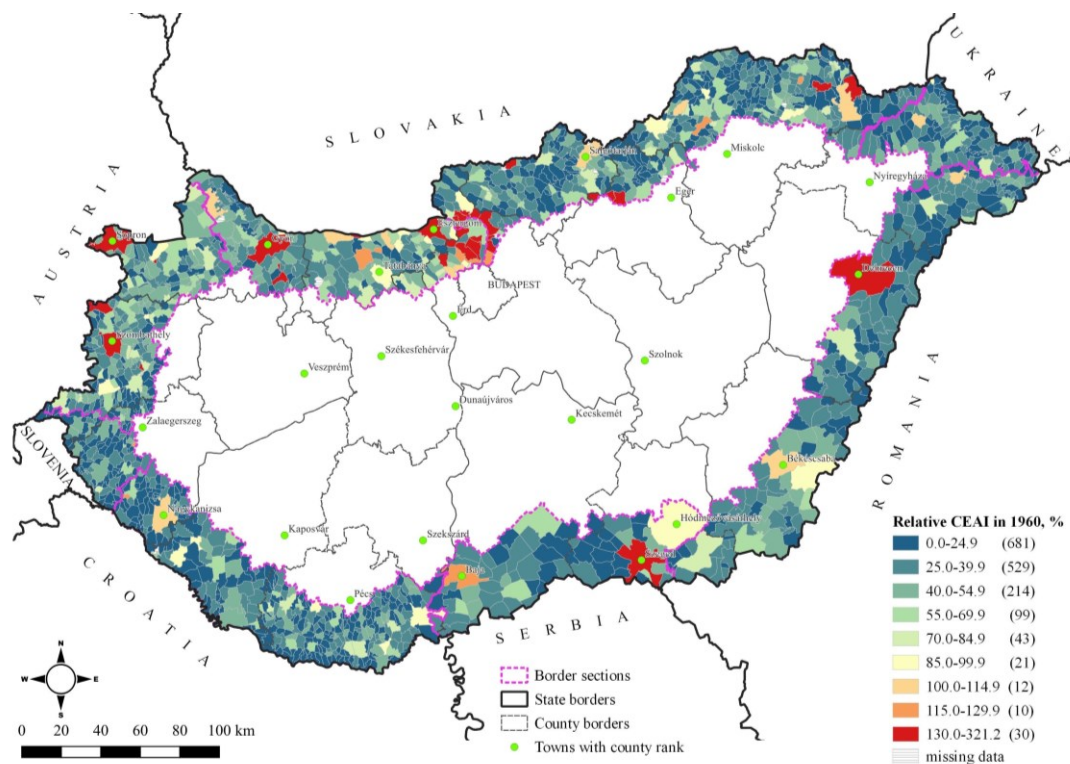 UKRAINE
SLOVAKIA
AUSTRIA
Miskolc
Salgótarján
Nyíregyháza
Eger
Esztergom
Sopron
Győr
Tatabánya
Debrecen
BUDAPEST
Érd
Szombathely
Székesfehérvár
Szolnok
Veszprém
Dunaújváros
Kecskemét
Zalaegerszeg
ROMANIA
Békéscsaba
SLOVENIA
Nagykanizsa
Hódmezővásárhely
Kaposvár
Szekszárd
Szeged
Baja
CROATIA
Pécs
SERBIA
Relative CEAI in 1960, %
0.0-24.9 (681)
25.0-39.9 (529)
40.0-54.9 (214)
55.0-69.9 (99)
70.0-84.9 (43)
85.0-99.9 (21)
100.0-114.9 (12)
115.0-129.9 (10)
130.0-321.2 (30)
missing data
Border sections
State borders
County borders
Towns with county rank
N
W E
S
0 20 40 60 80 100 km